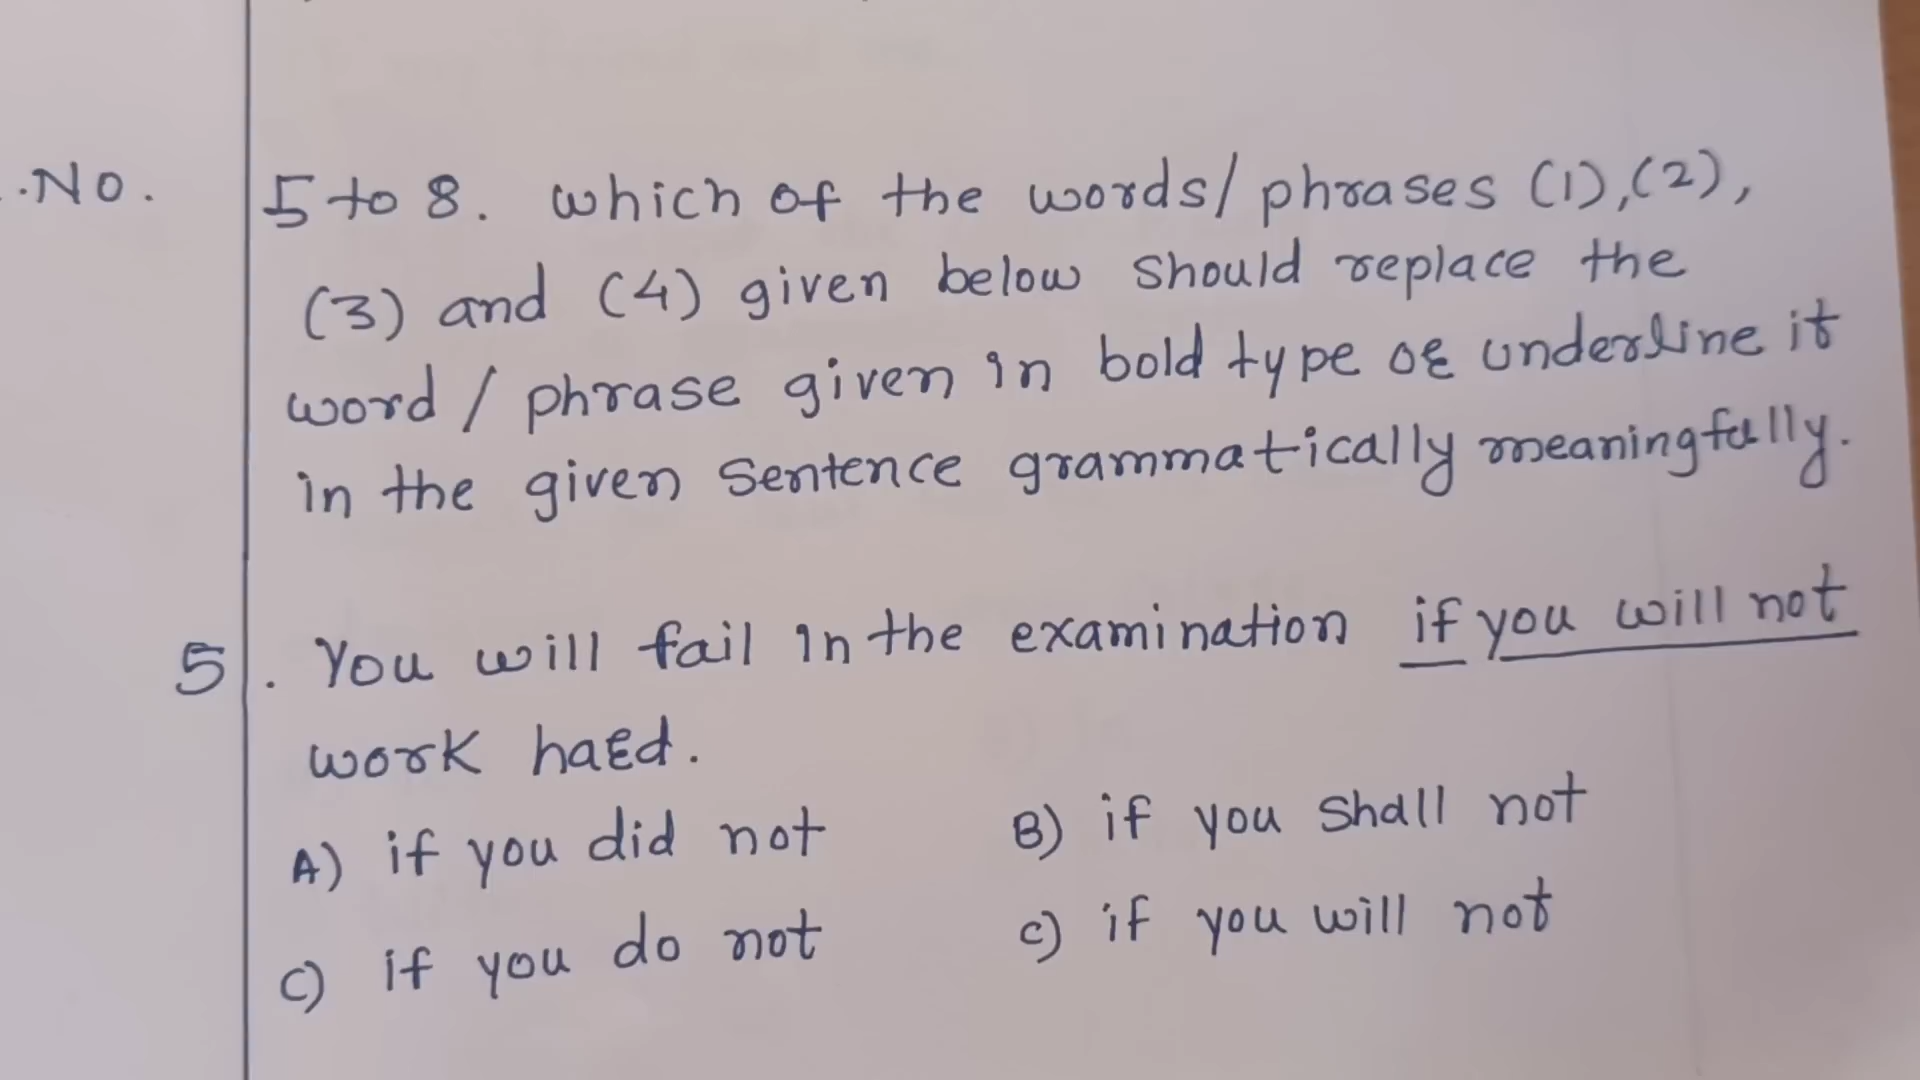 .No. 5 to 8. which of the words/ phrases (1),(2),
(3) and (4) given below should replace the
word / phrase given in bold type or underline it
in the given sentence grammatically meaningfully.
5. You will fail in the examination if you will not
work hard.
A) if you did not B) if you shall not
C) if you do not C) if you will not